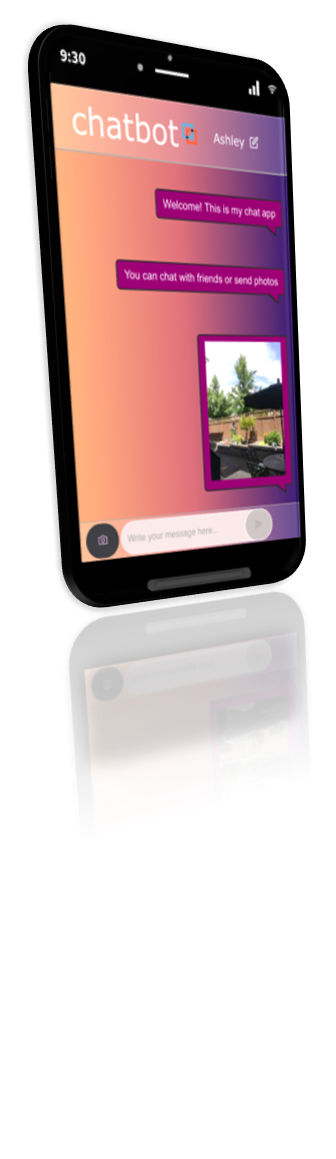 9:30
chatbot
Ashley
Welcome! This is my chat app
You can chat with friends or send photos
Write your message here...